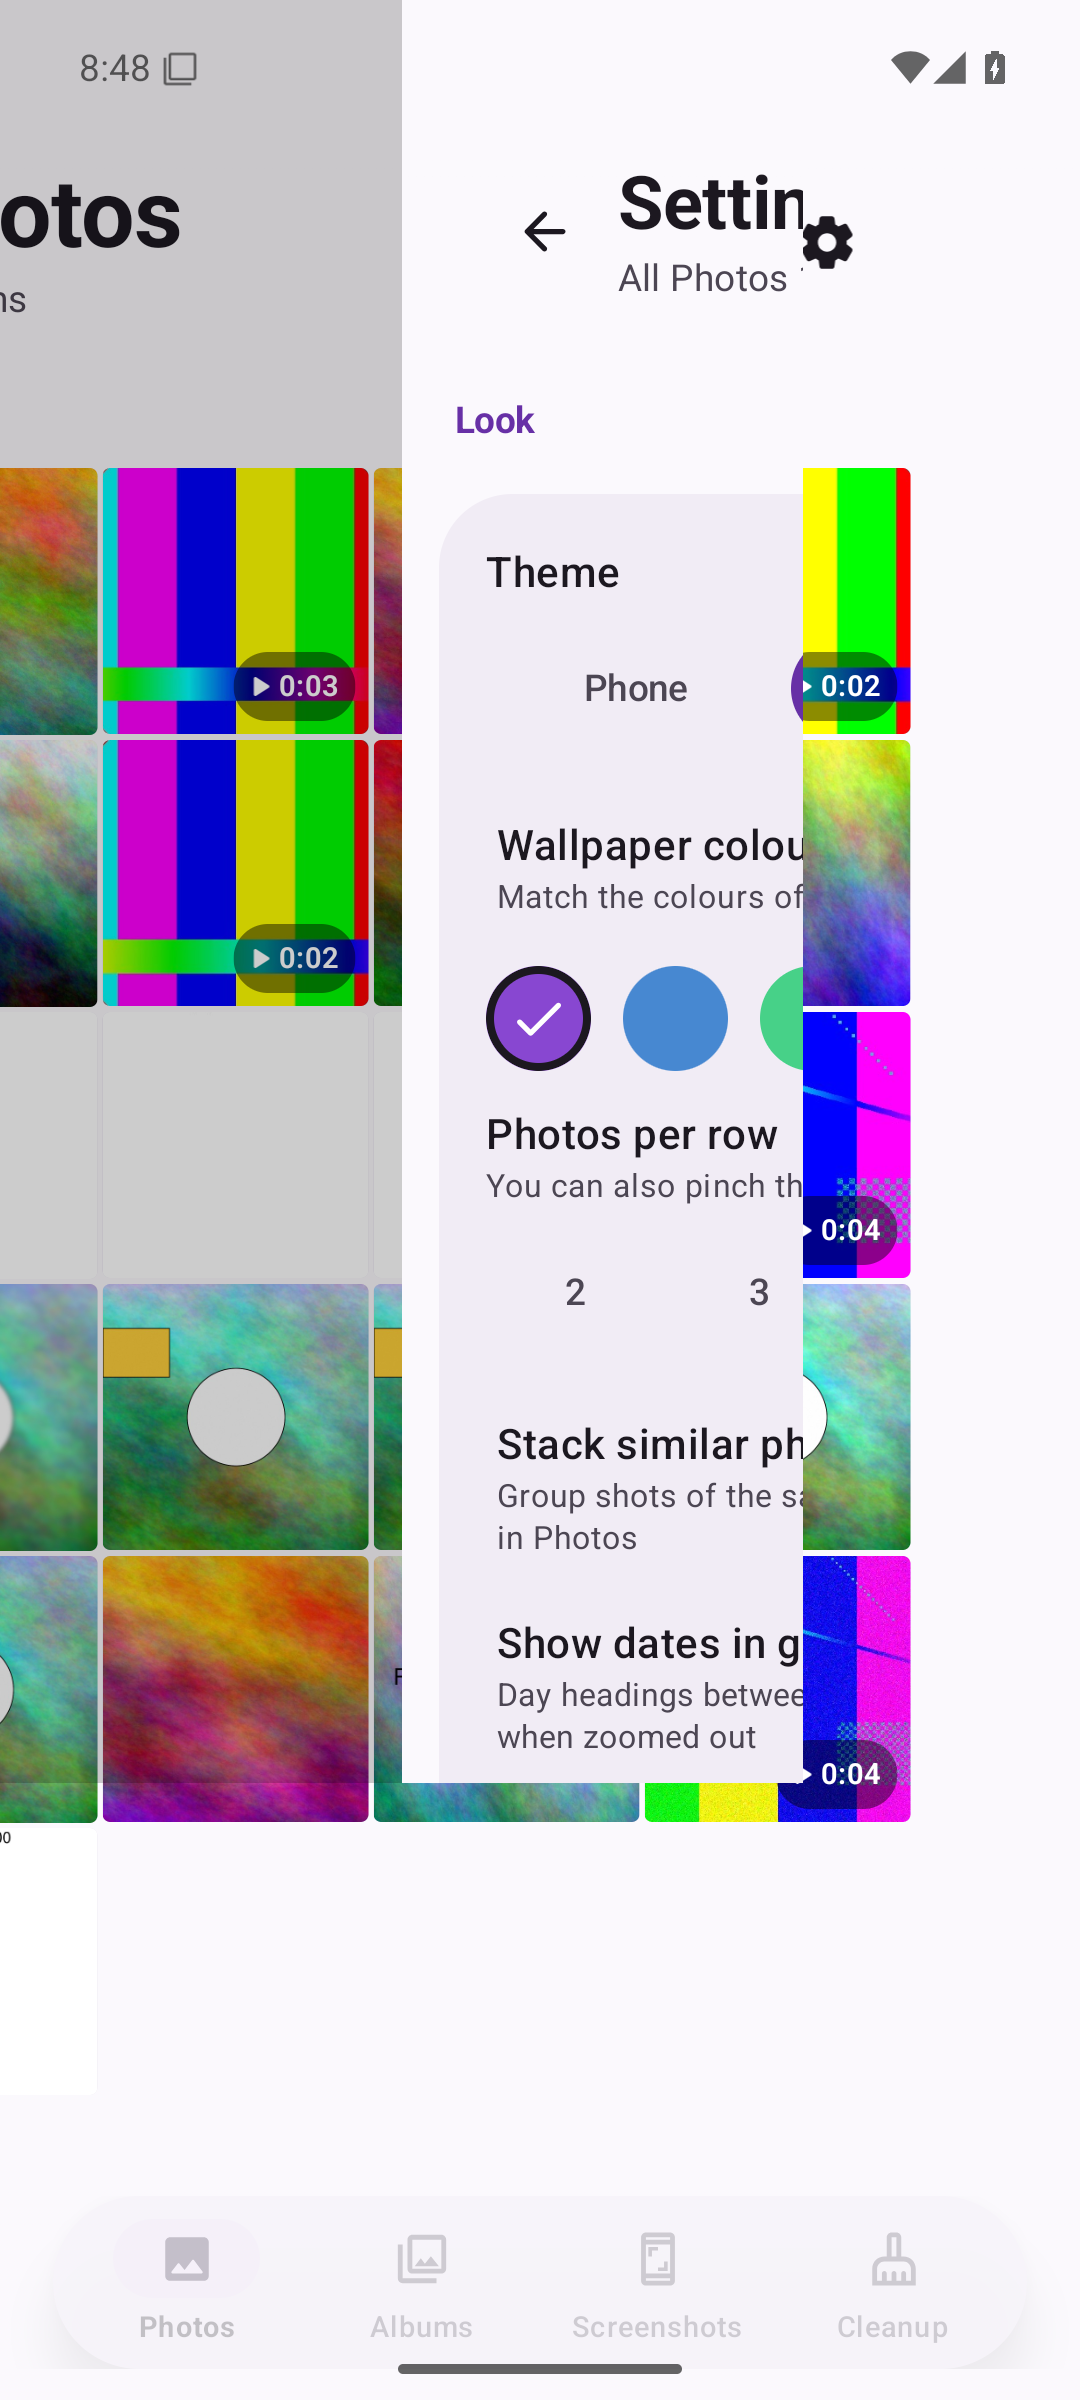 8:48
otos
ns
Settin
All Photos
Look
Theme
Phone
0:03
0:02
Wallpaper colou
Match the colours of
0:02
Photos per row
You can also pinch th
0:04
2
3
Stack similar ph
Group shots of the sa
in Photos
Show dates in g
Day headings betwee
when zoomed out
0:04
00
Photos
Albums
Screenshots
Cleanup